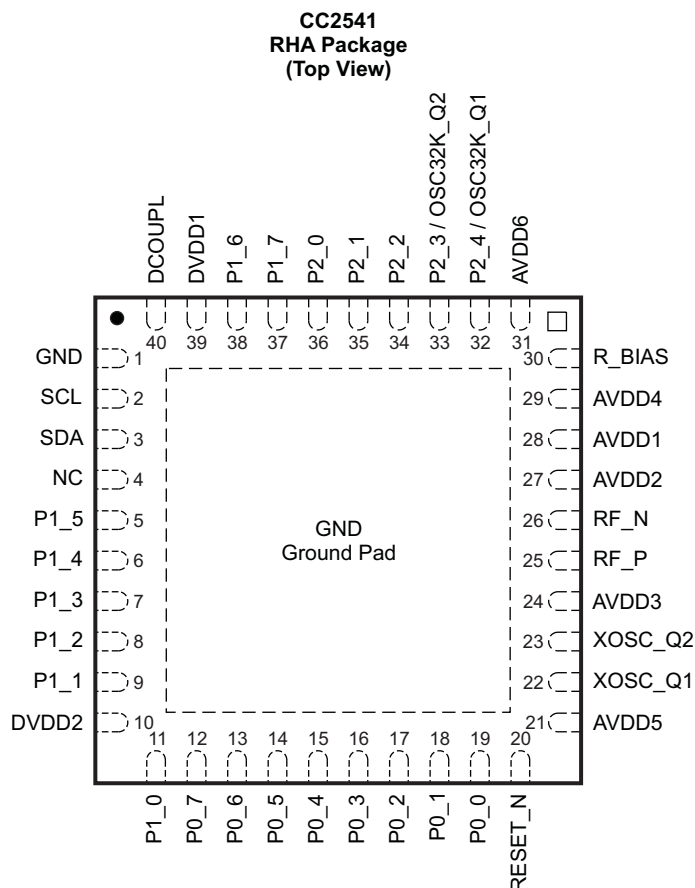 CC2541
RHA Package
(Top View)
DCOUPL
DVDD1
P1_6
P1_7
P2_0
P2_1
P2_2
P2_3 / OSC32K_Q2
P2_4 / OSC32K_Q1
AVDD6
40 39 38 37 36 35 34 33 32 31
GND 1 30 R_BIAS
SCL 2 29 AVDD4
SDA 3 28 AVDD1
NC 4 27 AVDD2
P1_5 5 26 RF_N
P1_4 6 25 RF_P
P1_3 7 24 AVDD3
P1_2 8 23 XOSC_Q2
P1_1 9 22 XOSC_Q1
DVDD2 10 21 AVDD5
GND
Ground Pad
11 12 13 14 15 16 17 18 19 20
P1_0
P0_7
P0_6
P0_5
P0_4
P0_3
P0_2
P0_1
P0_0
RESET_N